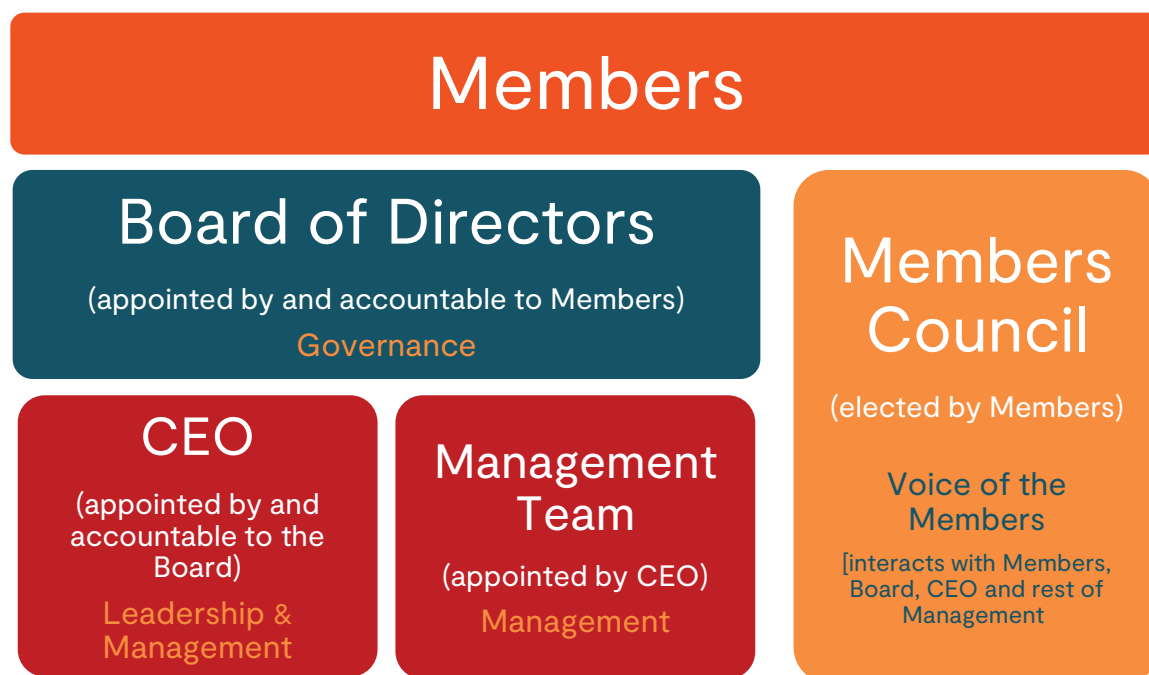 Members
Board of Directors
(appointed by and accountable to Members)
Governance
CEO
(appointed by and
accountable to the
Board)
Leadership &
Management
Management
Team
(appointed by CEO)
Management
Members
Council
(elected by Members)
Voice of the
Members
[interacts with Members,
Board, CEO and rest of
Management